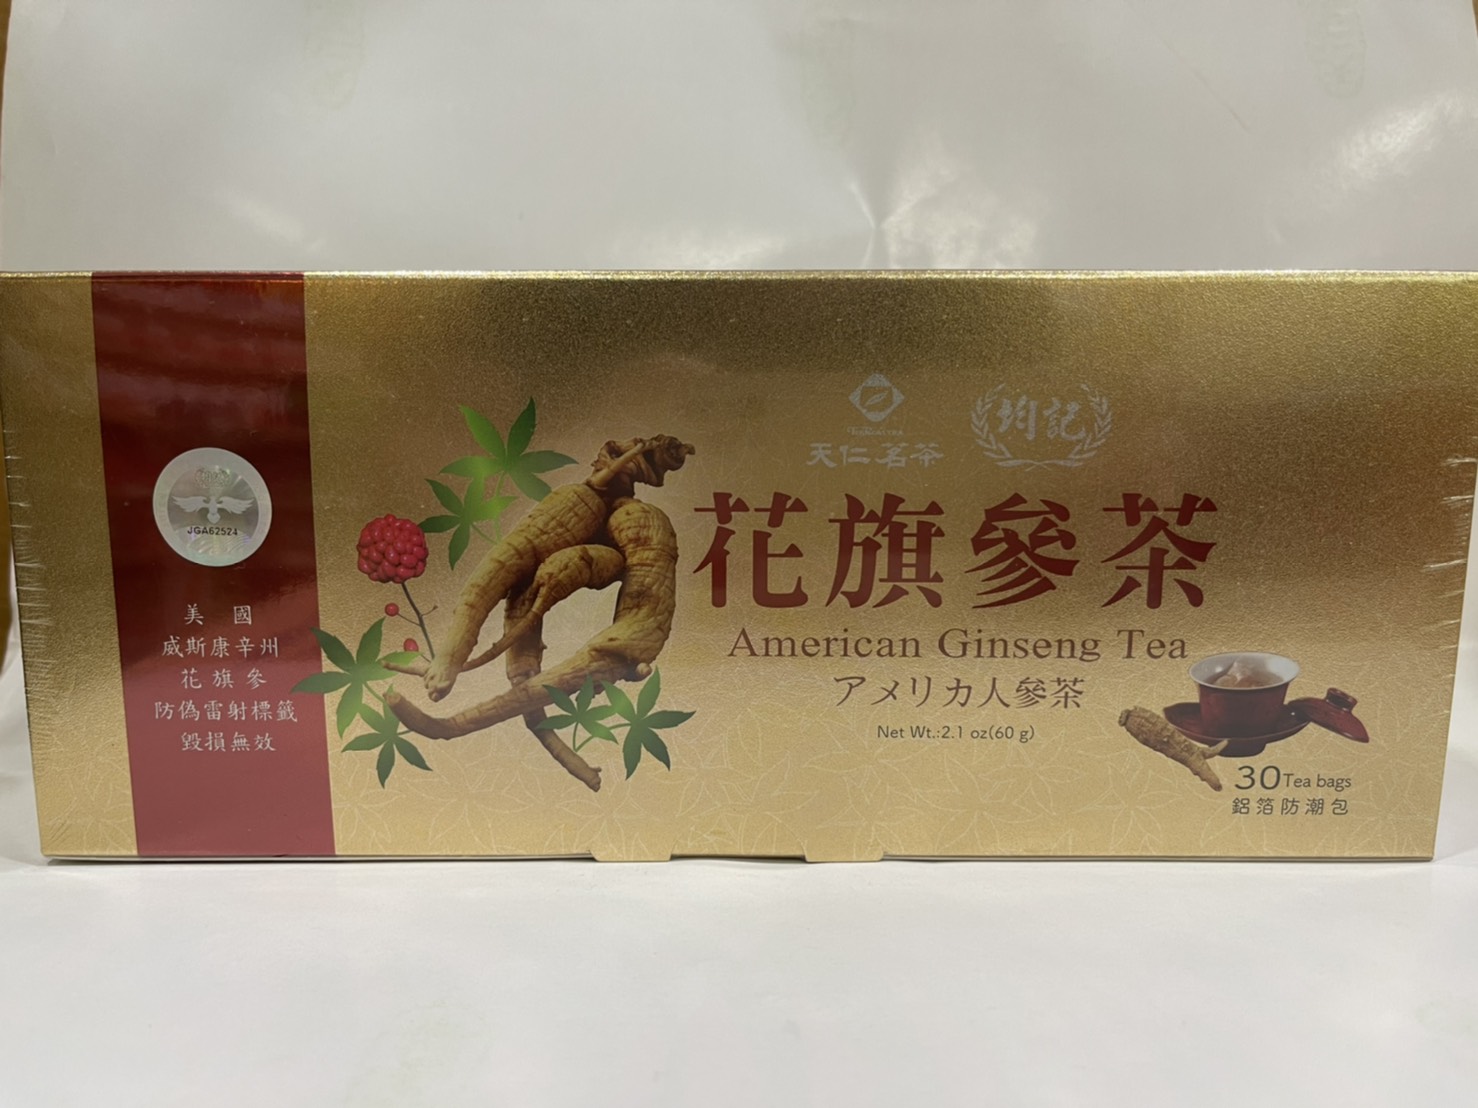 天仁茗茶
均記
花旗參茶
American Ginseng Tea
アメリカ人參茶
Net Wt.:2.1 oz(60 g)
30Tea bags
鋁箔防潮包
JGA62524
美國
威斯康辛州
花旗參
防偽雷射標籤
毀損無效